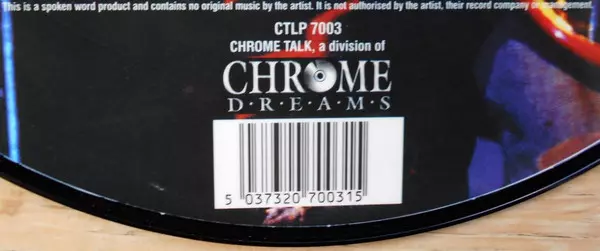 This is a spoken word product and contains no original music by the artist. It is not authorised by the artist, their record company or management.
CTLP 7003
CHROME TALK, a division of
CHROME
D·R·E·A·M·S
5 037320 700315